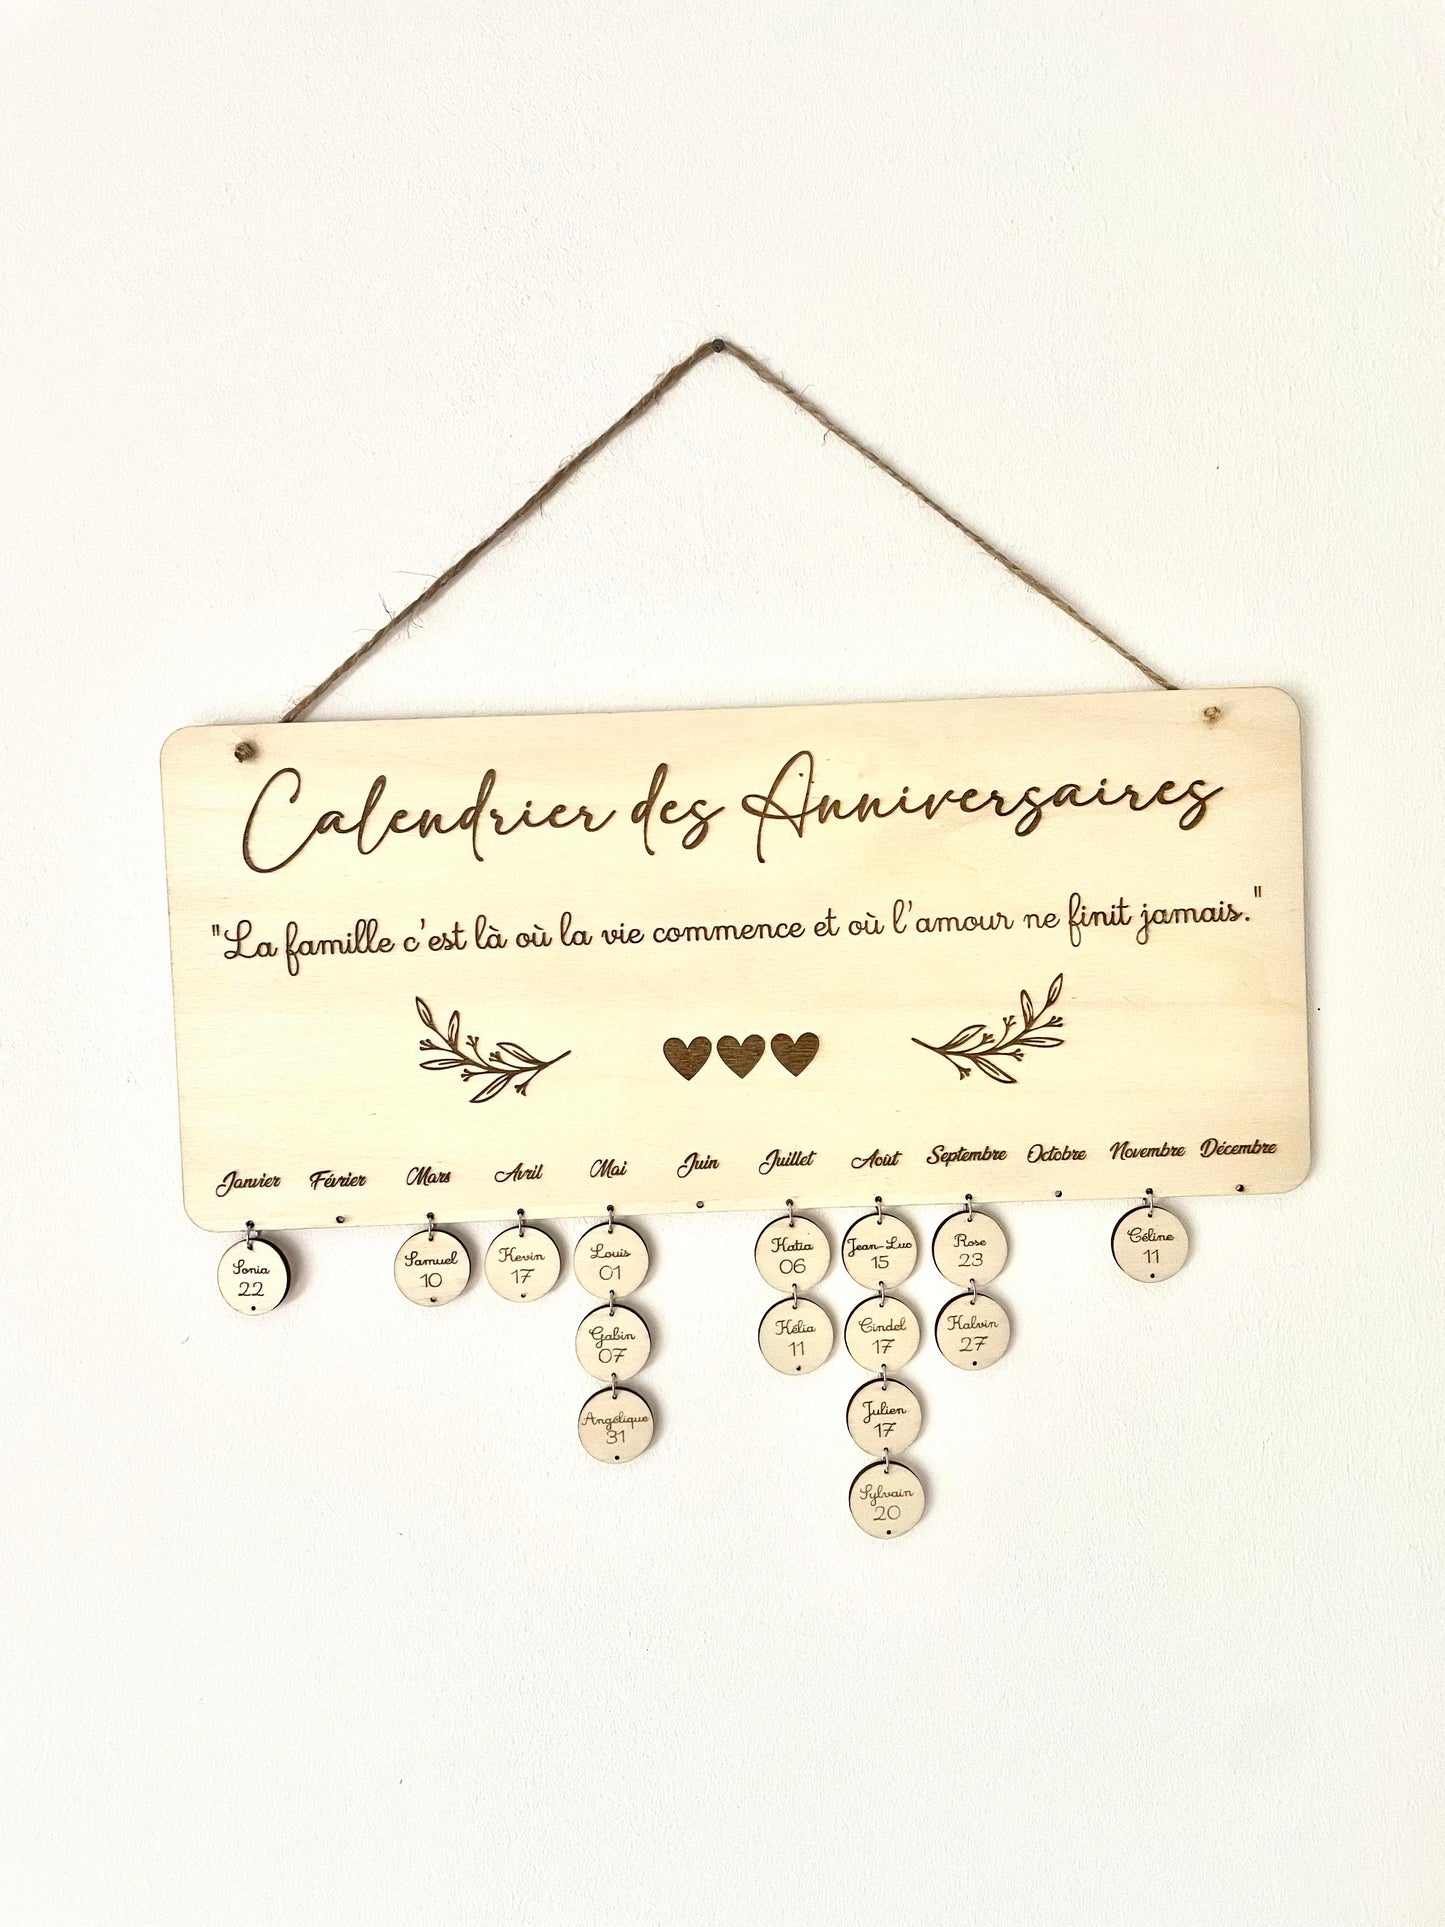 Calendrier des Anniversaires
"La famille c'est là où la vie commence et où l'amour ne finit jamais."
Janvier Février Mars Avril Mai Juin Juillet Août Septembre Octobre Novembre Décembre
Sonia
22
Samuel
10
Kevin
17
Louis
01
Gabin
07
Angélique
31
Katia
06
Kélia
11
Jean-Luc
15
Cindel
17
Julien
17
Sylvain
20
Rose
23
Kalvin
27
Céline
11